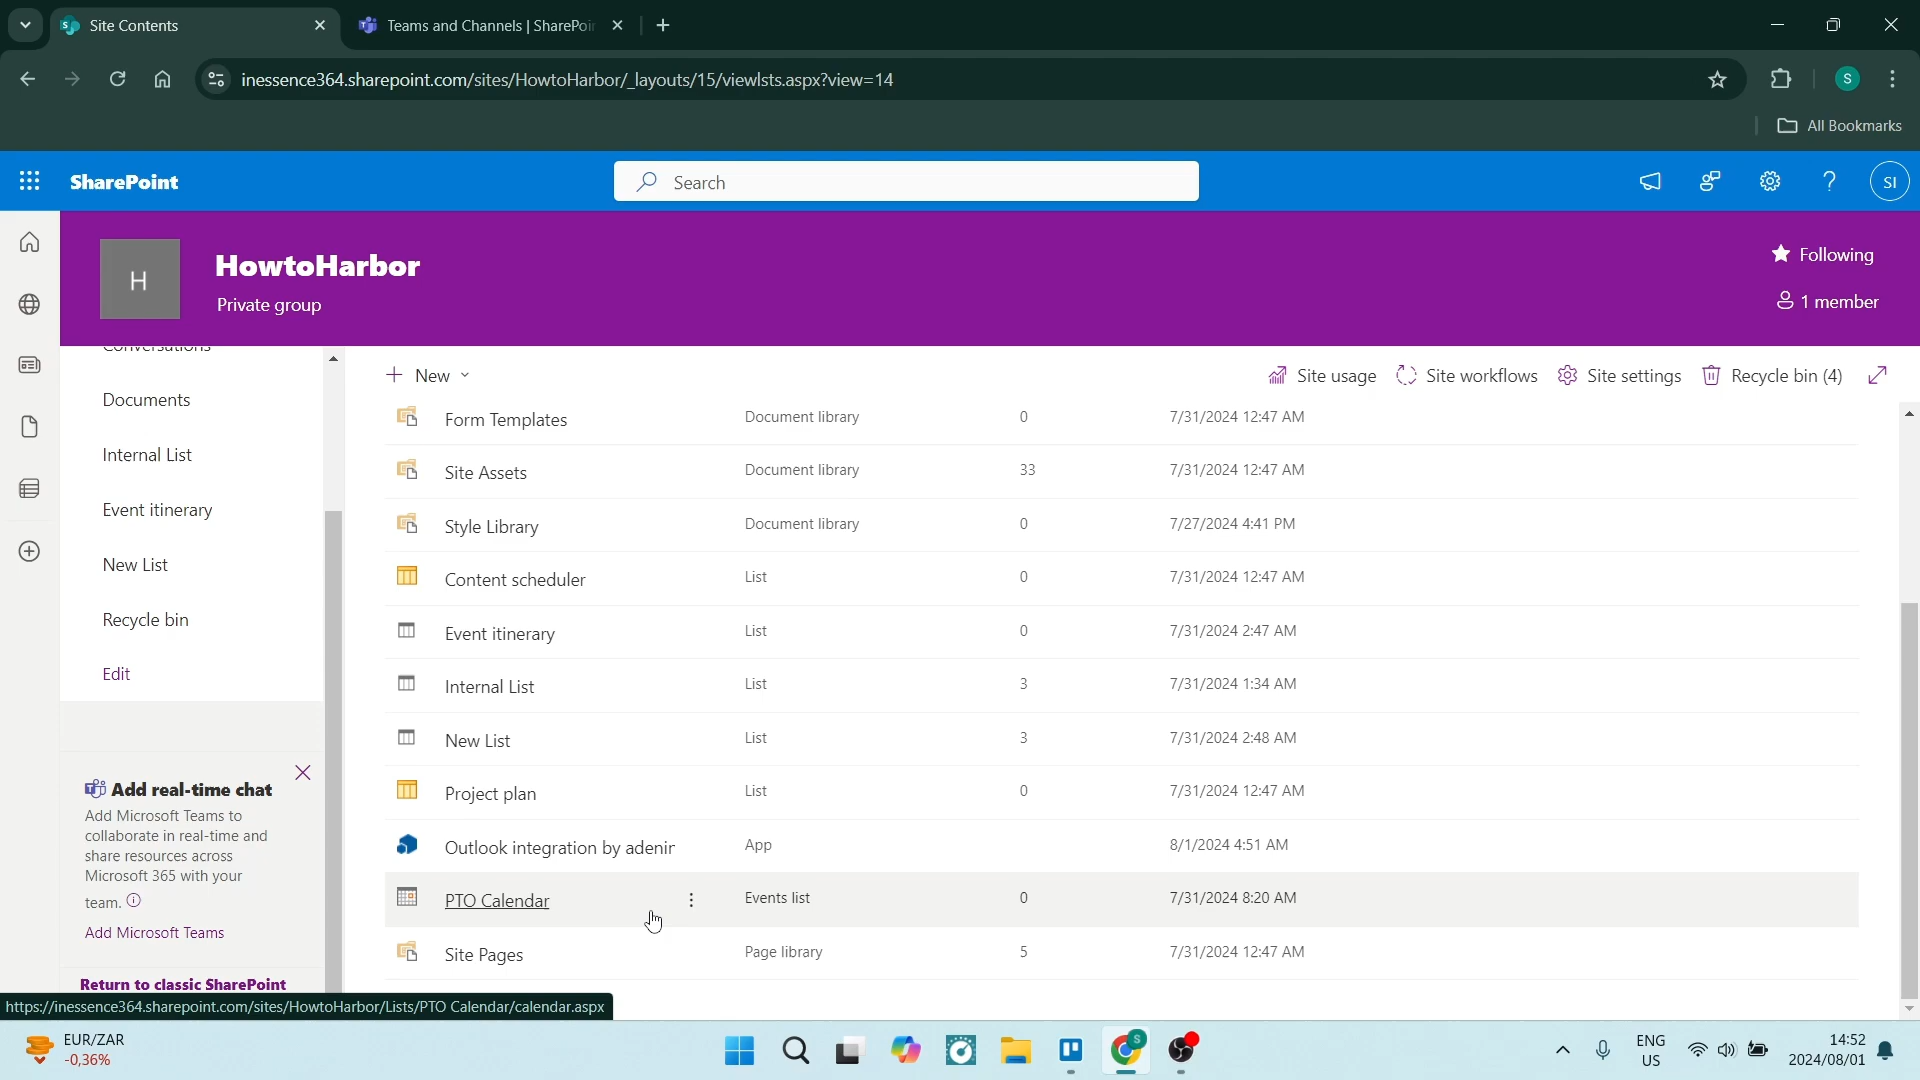 Site Contents
Teams and Channels | SharePoin
inessence364.sharepoint.com/sites/HowtoHarbor/_layouts/15/viewlsts.aspx?view=14
S
All Bookmarks
SharePoint
Search
SI
H
HowtoHarbor
Private group
Following
1 member
Conversations
Documents
Internal List
Event itinerary
New List
Recycle bin
Edit
Add real-time chat
Add Microsoft Teams to
collaborate in real-time and
share resources across
Microsoft 365 with your
team.
Add Microsoft Teams
Return to classic SharePoint
New
Site usage
Site workflows
Site settings
Recycle bin (4)
Form Templates Document library 0 7/31/2024 12:47 AM
Site Assets Document library 33 7/31/2024 12:47 AM
Style Library Document library 0 7/27/2024 4:41 PM
Content scheduler List 0 7/31/2024 12:47 AM
Event itinerary List 0 7/31/2024 2:47 AM
Internal List List 3 7/31/2024 1:34 AM
New List List 3 7/31/2024 2:48 AM
Project plan List 0 7/31/2024 12:47 AM
Outlook integration by adenin App 8/1/2024 4:51 AM
PTO Calendar Events list 0 7/31/2024 8:20 AM
Site Pages Page library 5 7/31/2024 12:47 AM
https://inessence364.sharepoint.com/sites/HowtoHarbor/Lists/PTO Calendar/calendar.aspx
EUR/ZAR
-0,36%
ENG
US
14:52
2024/08/01